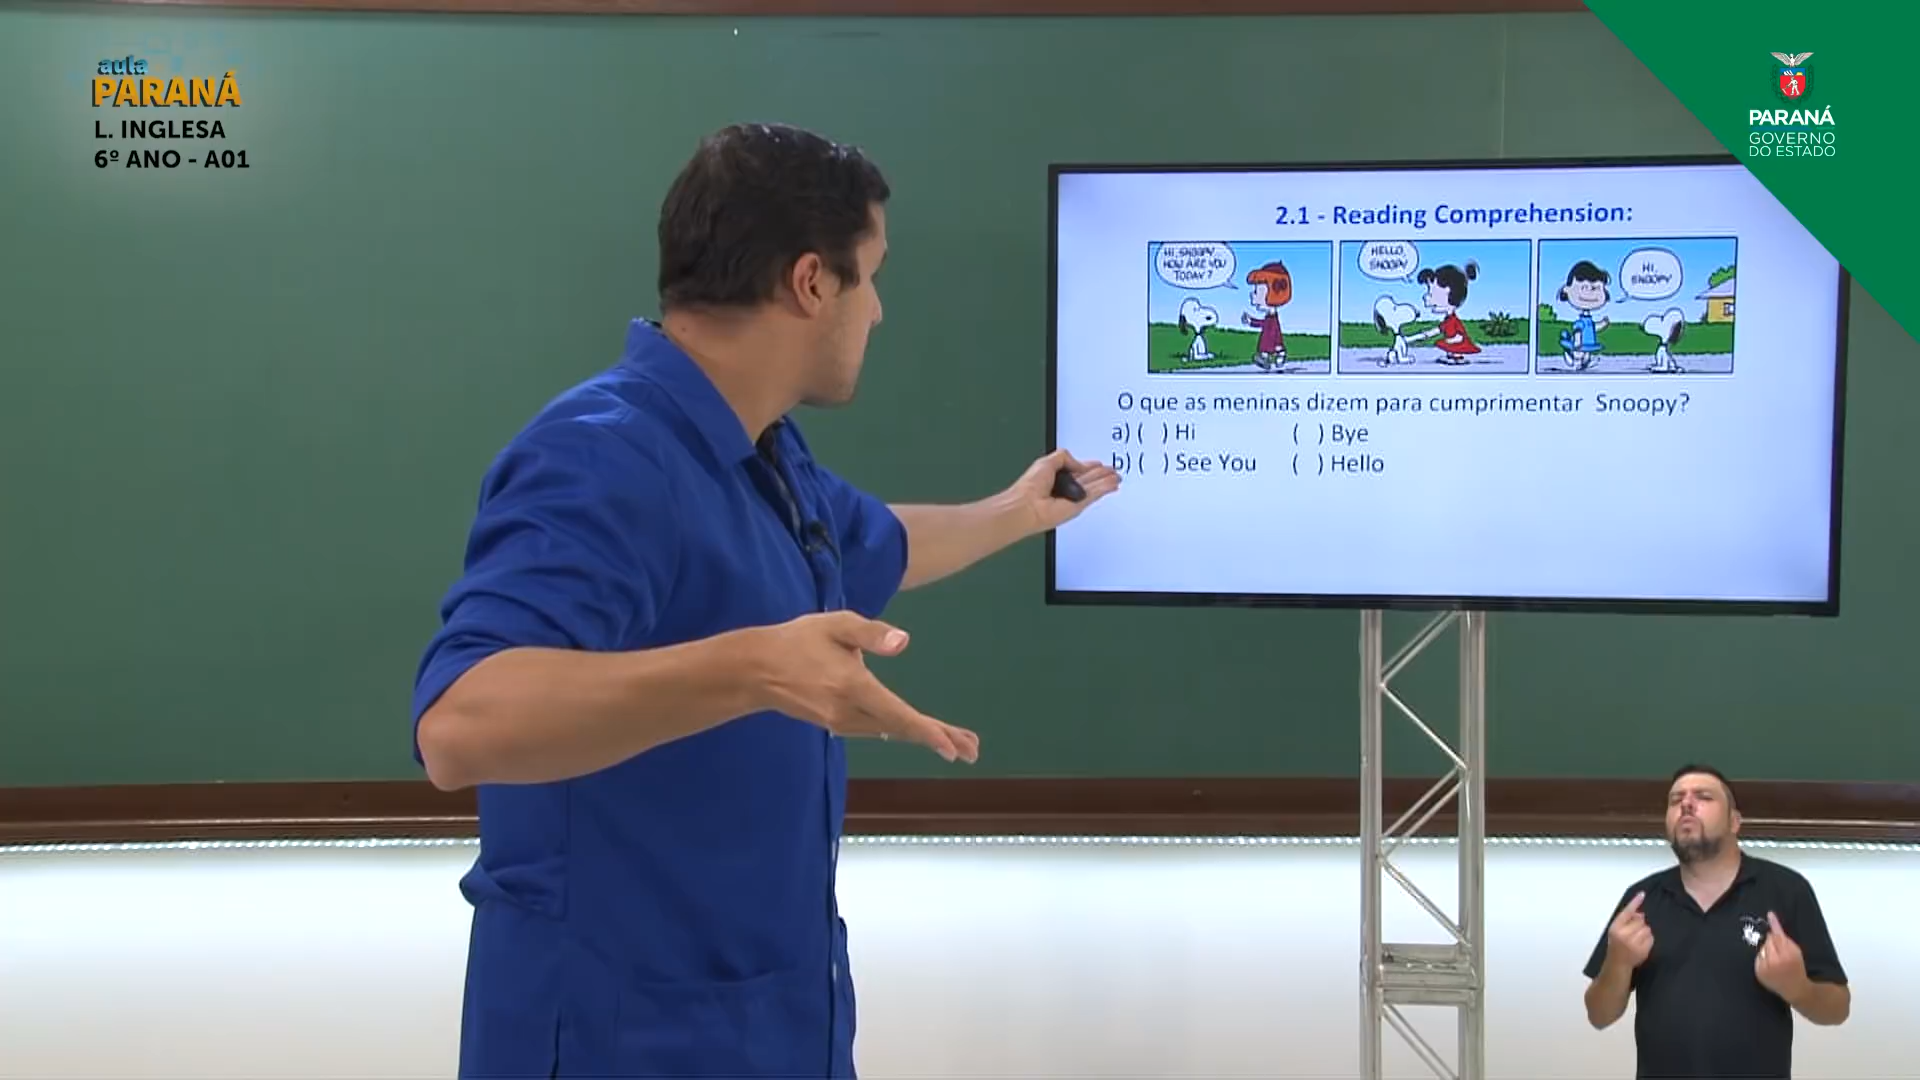 aula
PARANÁ
L. INGLESA
6º ANO - A01
PARANÁ
GOVERNO
DO ESTADO
2.1 - Reading Comprehension:
HI, SNOOPY...
HOW ARE YOU
TODAY?
HELLO,
SNOOPY
HI,
SNOOPY
O que as meninas dizem para cumprimentar Snoopy?
a) ( ) Hi ( ) Bye
b) ( ) See You ( ) Hello